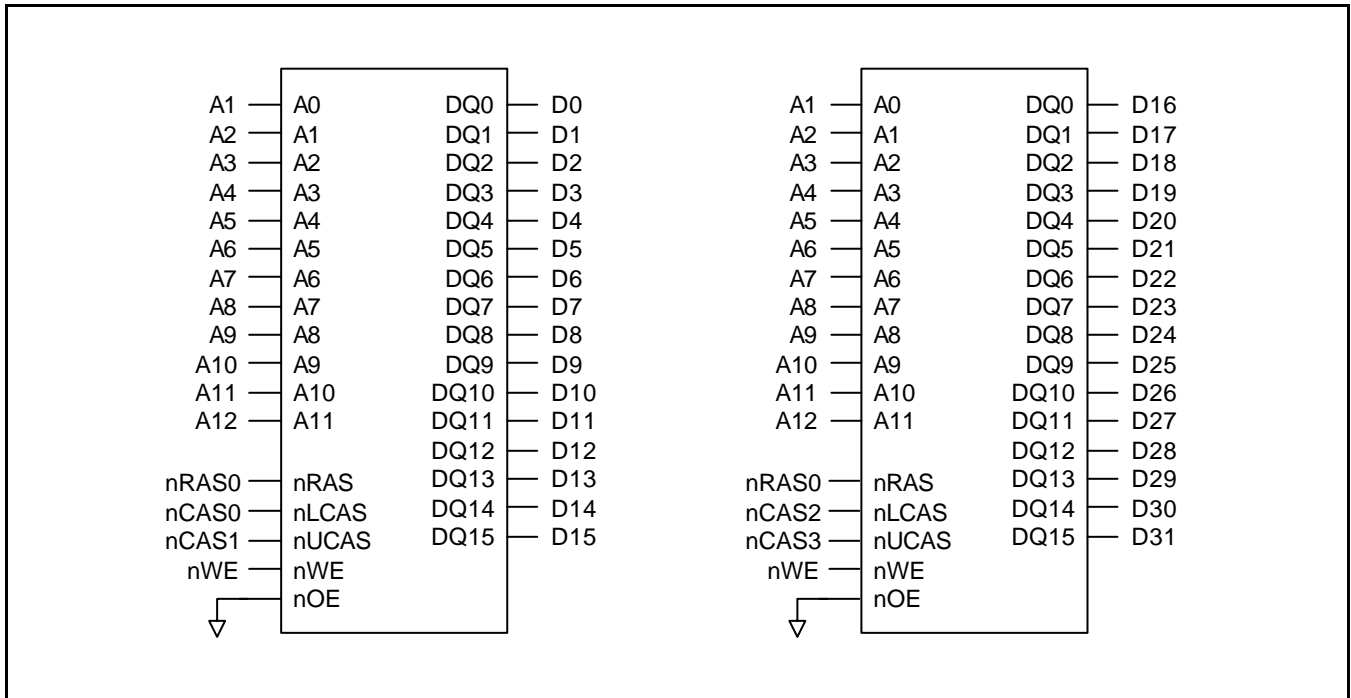 A1 A0 DQ0 D0 A1 A0 DQ0 D16
A2 A1 DQ1 D1 A2 A1 DQ1 D17
A3 A2 DQ2 D2 A3 A2 DQ2 D18
A4 A3 DQ3 D3 A4 A3 DQ3 D19
A5 A4 DQ4 D4 A5 A4 DQ4 D20
A6 A5 DQ5 D5 A6 A5 DQ5 D21
A7 A6 DQ6 D6 A7 A6 DQ6 D22
A8 A7 DQ7 D7 A8 A7 DQ7 D23
A9 A8 DQ8 D8 A9 A8 DQ8 D24
A10 A9 DQ9 D9 A10 A9 DQ9 D25
A11 A10 DQ10 D10 A11 A10 DQ10 D26
A12 A11 DQ11 D11 A12 A11 DQ11 D27
DQ12 D12 DQ12 D28
nRAS0 nRAS DQ13 D13 nRAS0 nRAS DQ13 D29
nCAS0 nLCAS DQ14 D14 nCAS2 nLCAS DQ14 D30
nCAS1 nUCAS DQ15 D15 nCAS3 nUCAS DQ15 D31
nWE nWE nWE nWE
nOE nOE